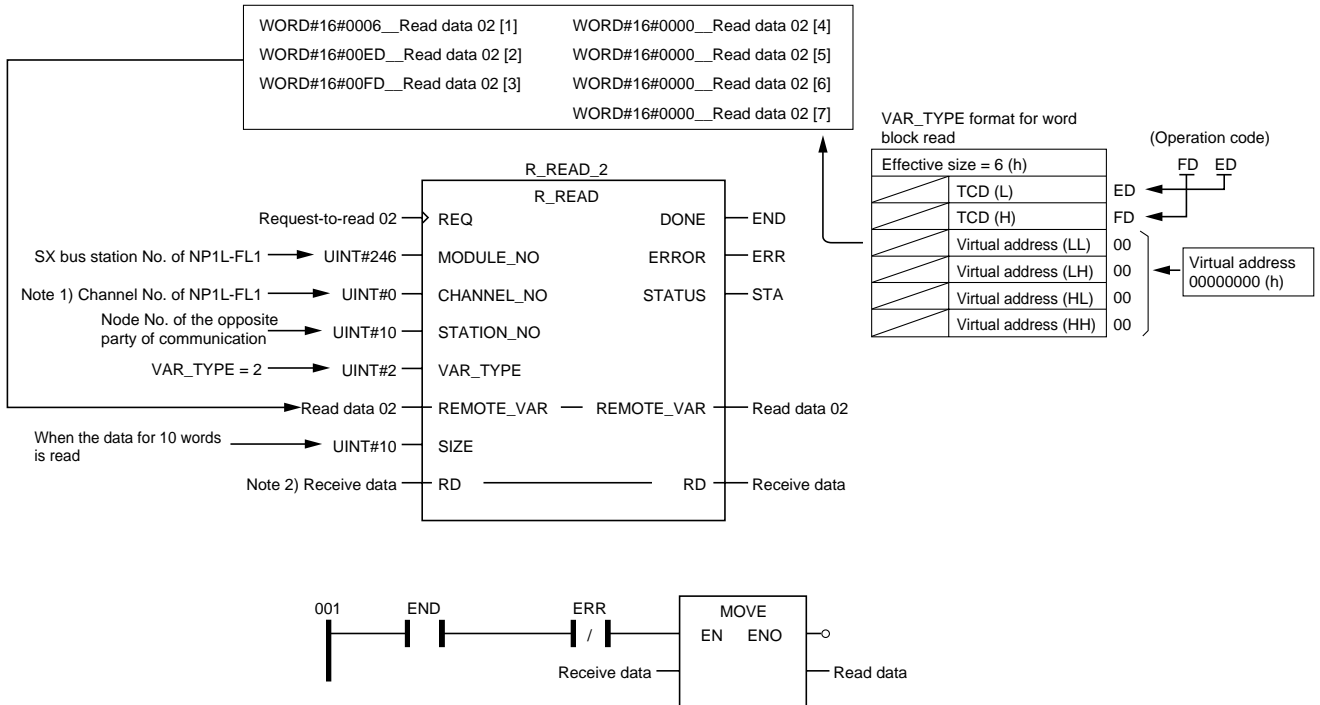 WORD#16#0006__Read data 02 [1]
WORD#16#00ED__Read data 02 [2]
WORD#16#00FD__Read data 02 [3]
WORD#16#0000__Read data 02 [4]
WORD#16#0000__Read data 02 [5]
WORD#16#0000__Read data 02 [6]
WORD#16#0000__Read data 02 [7]
VAR_TYPE format for word
block read
(Operation code)
FD ED
Effective size = 6 (h)
TCD (L) ED
TCD (H) FD
Virtual address (LL) 00
Virtual address (LH) 00
Virtual address (HL) 00
Virtual address (HH) 00
Virtual address
00000000 (h)
R_READ_2
R_READ
Request-to-read 02 REQ DONE END
SX bus station No. of NP1L-FL1 UINT#246 MODULE_NO ERROR ERR
Note 1) Channel No. of NP1L-FL1 UINT#0 CHANNEL_NO STATUS STA
Node No. of the opposite
party of communication UINT#10 STATION_NO
VAR_TYPE = 2 UINT#2 VAR_TYPE
Read data 02 REMOTE_VAR REMOTE_VAR Read data 02
When the data for 10 words
is read UINT#10 SIZE
Note 2) Receive data RD RD Receive data
001 END ERR MOVE
/ EN ENO
Receive data Read data